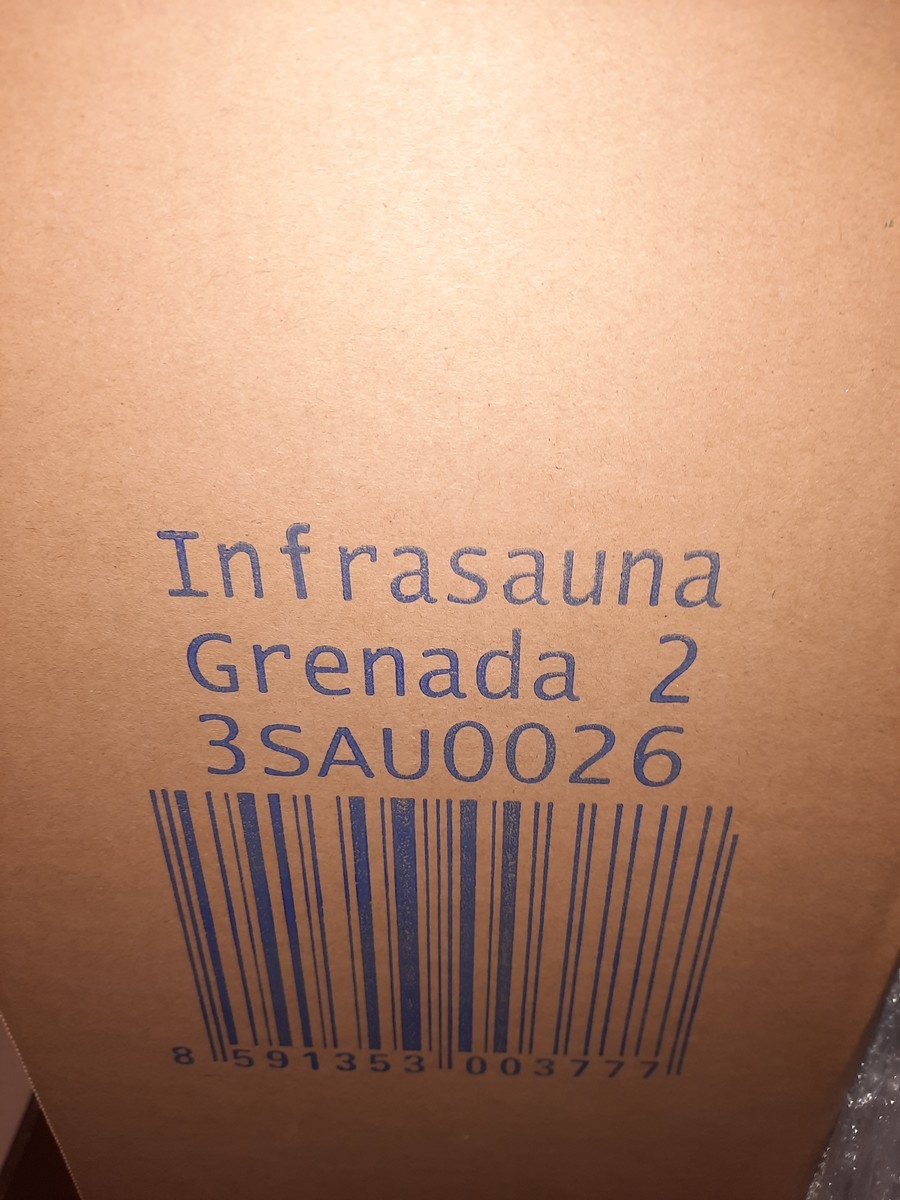 Infrasauna
Grenada 2
3SAU0026
8 591353 003777